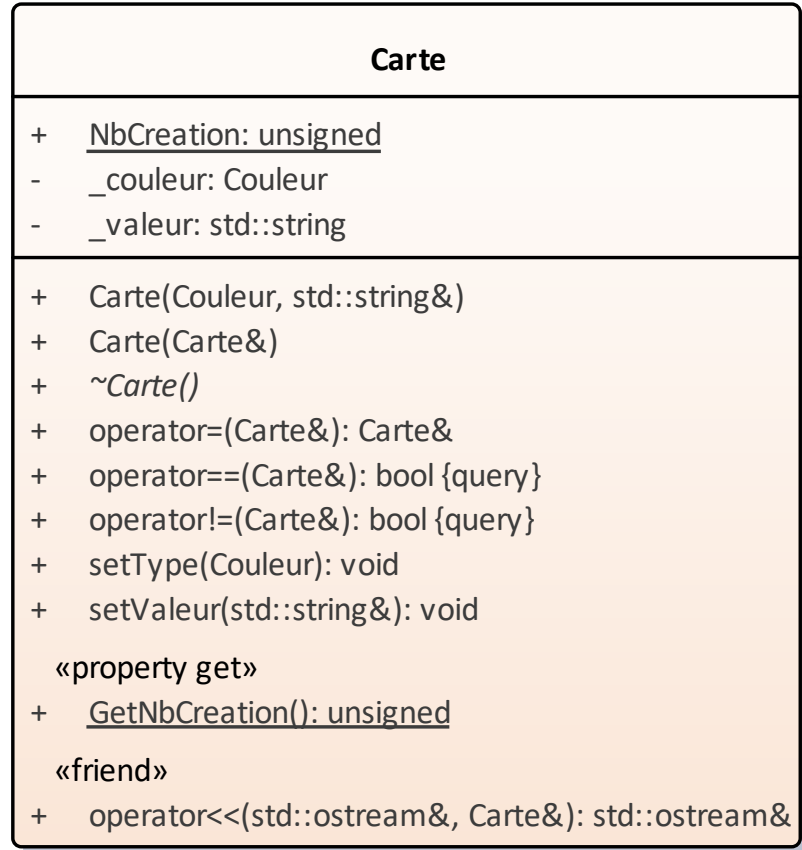 Carte
+ NbCreation: unsigned
- _couleur: Couleur
- _valeur: std::string
+ Carte(Couleur, std::string&)
+ Carte(Carte&)
+ ~Carte()
+ operator=(Carte&): Carte&
+ operator==(Carte&): bool {query}
+ operator!=(Carte&): bool {query}
+ setType(Couleur): void
+ setValeur(std::string&): void
«property get»
+ GetNbCreation(): unsigned
«friend»
+ operator<<(std::ostream&, Carte&): std::ostream&